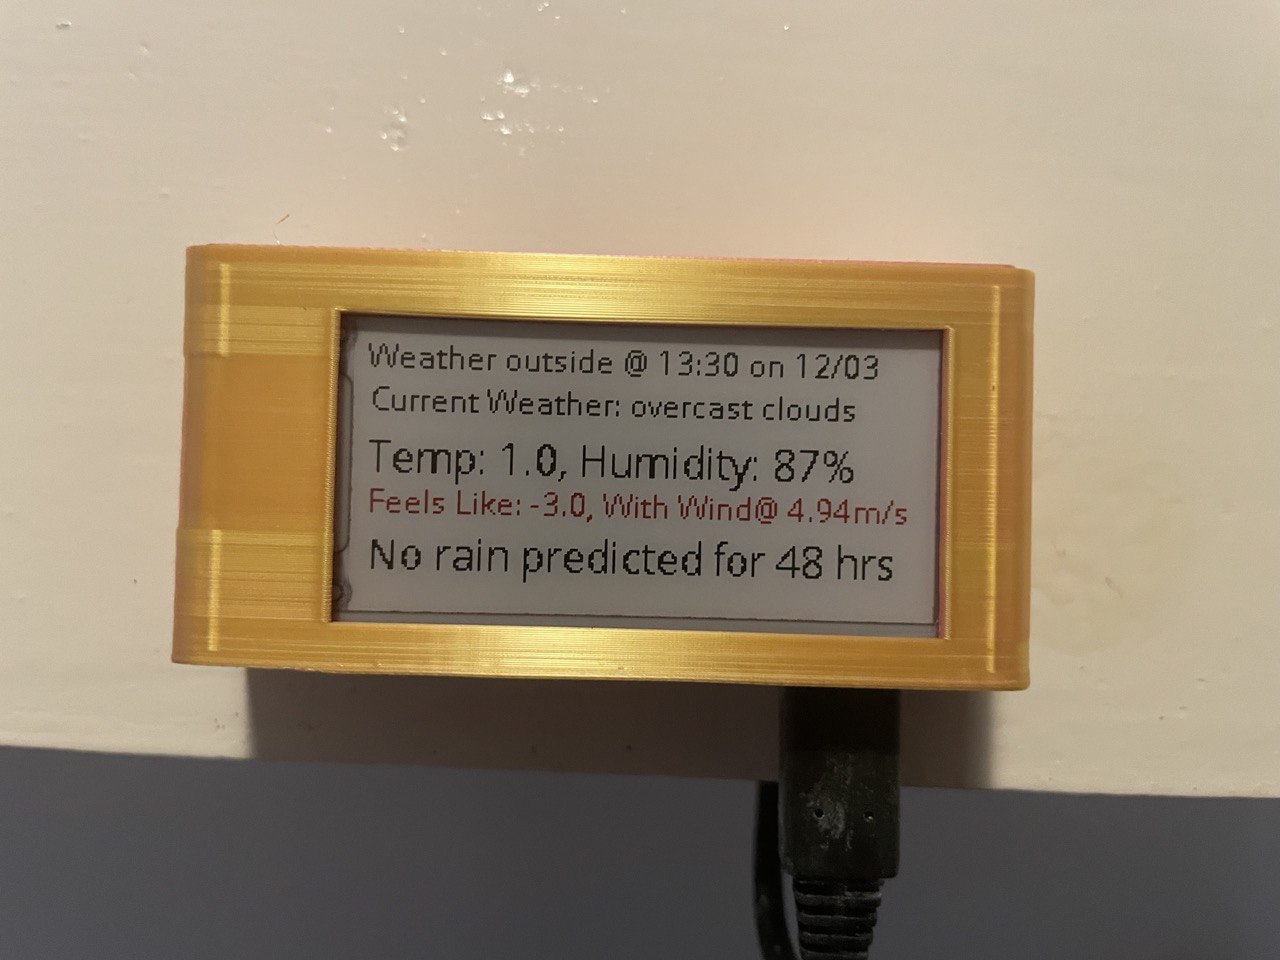 Weather outside @ 13:30 on 12/03
Current Weather: overcast clouds
Temp: 1.0, Humidity: 87%
Feels Like: -3.0, With Wind@ 4.94m/s
No rain predicted for 48 hrs